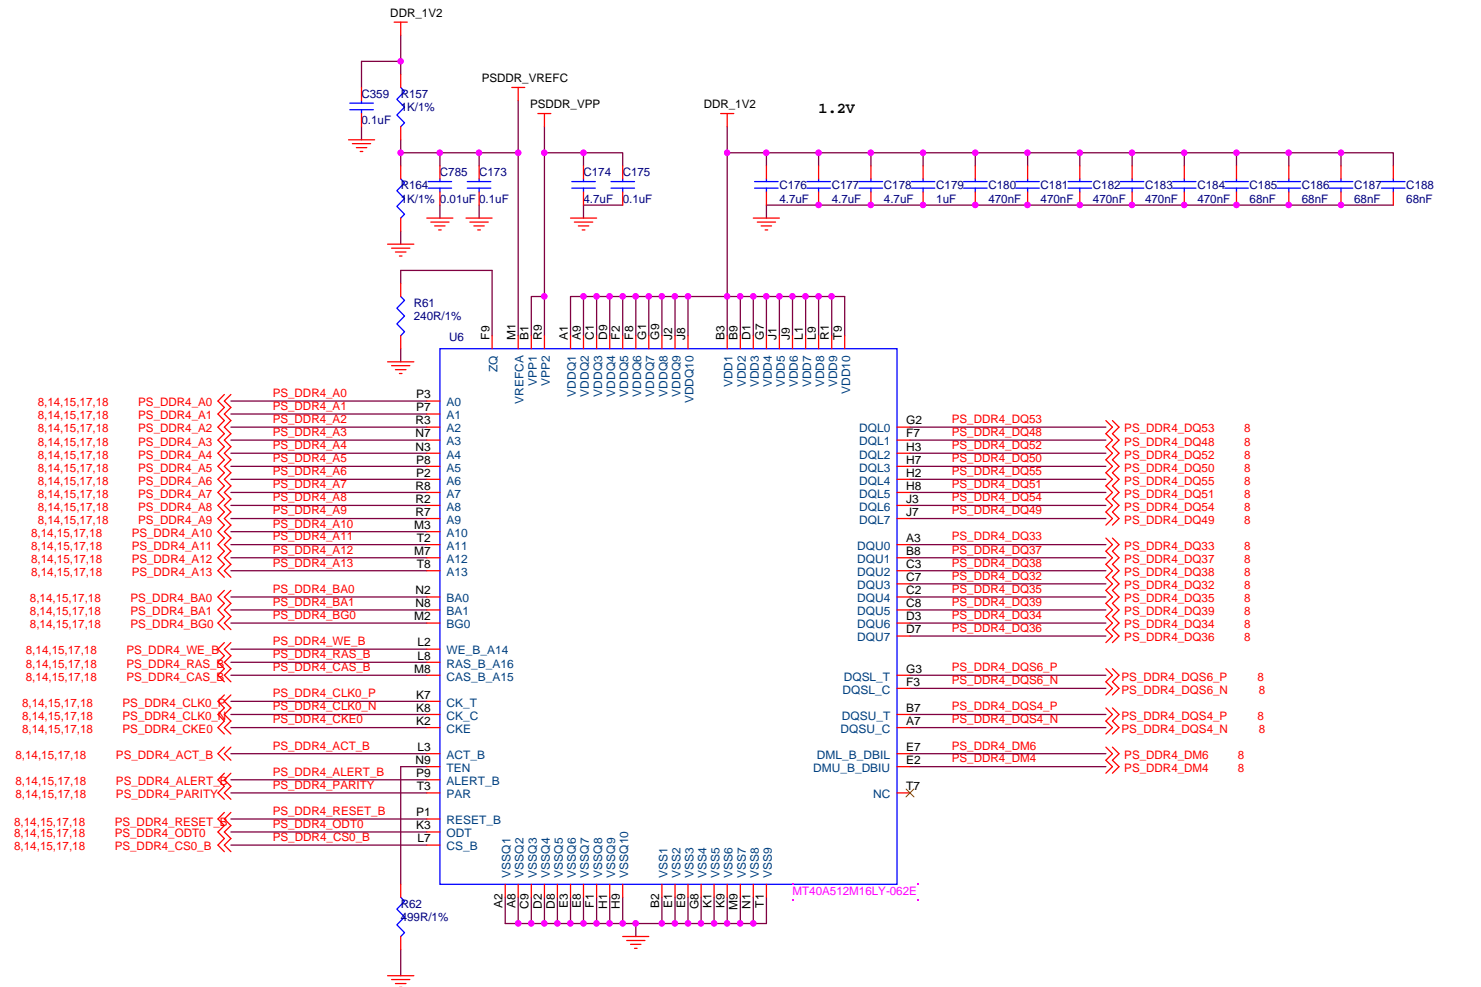 DDR_1V2
PSDDR_VREFC
PSDDR_VPP
DDR_1V2
1.2V
C359
0.1uF
R157
1K/1%
R164
1K/1%
C785
0.01uF
C173
0.1uF
C174
4.7uF
C175
0.1uF
C176
4.7uF
C177
4.7uF
C178
4.7uF
C179
1uF
C180
470nF
C181
470nF
C182
470nF
C183
470nF
C184
470nF
C185
68nF
C186
68nF
C187
68nF
C188
68nF
R61
240R/1%
U6
F9 M1 B1 R9 A1 A9 C1 D9 F2 F8 G1 G9 J2 J8 B3 B9 D1 G7 J1 J9 L1 L9 R1 T9
ZQ VREFCA VPP1 VPP2 VDDQ1 VDDQ2 VDDQ3 VDDQ4 VDDQ5 VDDQ6 VDDQ7 VDDQ8 VDDQ9 VDDQ10 VDD1 VDD2 VDD3 VDD4 VDD5 VDD6 VDD7 VDD8 VDD9 VDD10
8,14,15,17,18 PS_DDR4_A0 PS_DDR4_A0 P3 A0
8,14,15,17,18 PS_DDR4_A1 PS_DDR4_A1 P7 A1
8,14,15,17,18 PS_DDR4_A2 PS_DDR4_A2 R3 A2
8,14,15,17,18 PS_DDR4_A3 PS_DDR4_A3 N7 A3
8,14,15,17,18 PS_DDR4_A4 PS_DDR4_A4 N3 A4
8,14,15,17,18 PS_DDR4_A5 PS_DDR4_A5 P8 A5
8,14,15,17,18 PS_DDR4_A6 PS_DDR4_A6 P2 A6
8,14,15,17,18 PS_DDR4_A7 PS_DDR4_A7 R8 A7
8,14,15,17,18 PS_DDR4_A8 PS_DDR4_A8 R2 A8
8,14,15,17,18 PS_DDR4_A9 PS_DDR4_A9 R7 A9
8,14,15,17,18 PS_DDR4_A10 PS_DDR4_A10 M3 A10
8,14,15,17,18 PS_DDR4_A11 PS_DDR4_A11 T2 A11
8,14,15,17,18 PS_DDR4_A12 PS_DDR4_A12 M7 A12
8,14,15,17,18 PS_DDR4_A13 PS_DDR4_A13 T8 A13
8,14,15,17,18 PS_DDR4_BA0 PS_DDR4_BA0 N2 BA0
8,14,15,17,18 PS_DDR4_BA1 PS_DDR4_BA1 N8 BA1
8,14,15,17,18 PS_DDR4_BG0 PS_DDR4_BG0 M2 BG0
8,14,15,17,18 PS_DDR4_WE_B PS_DDR4_WE_B L2 WE_B_A14
8,14,15,17,18 PS_DDR4_RAS_B PS_DDR4_RAS_B L8 RAS_B_A16
8,14,15,17,18 PS_DDR4_CAS_B PS_DDR4_CAS_B M8 CAS_B_A15
8,14,15,17,18 PS_DDR4_CLK0_P PS_DDR4_CLK0_P K7 CK_T
8,14,15,17,18 PS_DDR4_CLK0_N PS_DDR4_CLK0_N K8 CK_C
8,14,15,17,18 PS_DDR4_CKE0 PS_DDR4_CKE0 K2 CKE
8,14,15,17,18 PS_DDR4_ACT_B PS_DDR4_ACT_B L3 ACT_B
N9 TEN
8,14,15,17,18 PS_DDR4_ALERT_B PS_DDR4_ALERT_B P9 ALERT_B
8,14,15,17,18 PS_DDR4_PARITY PS_DDR4_PARITY T3 PAR
8,14,15,17,18 PS_DDR4_RESET_B PS_DDR4_RESET_B P1 RESET_B
8,14,15,17,18 PS_DDR4_ODT0 PS_DDR4_ODT0 K3 ODT
8,14,15,17,18 PS_DDR4_CS0_B PS_DDR4_CS0_B L7 CS_B
DQL0 G2 PS_DDR4_DQ53 PS_DDR4_DQ53 8
DQL1 F7 PS_DDR4_DQ48 PS_DDR4_DQ48 8
DQL2 H3 PS_DDR4_DQ52 PS_DDR4_DQ52 8
DQL3 H7 PS_DDR4_DQ50 PS_DDR4_DQ50 8
DQL4 H2 PS_DDR4_DQ55 PS_DDR4_DQ55 8
DQL5 H8 PS_DDR4_DQ51 PS_DDR4_DQ51 8
DQL6 J3 PS_DDR4_DQ54 PS_DDR4_DQ54 8
DQL7 J7 PS_DDR4_DQ49 PS_DDR4_DQ49 8
DQU0 A3 PS_DDR4_DQ33 PS_DDR4_DQ33 8
DQU1 B8 PS_DDR4_DQ37 PS_DDR4_DQ37 8
DQU2 C3 PS_DDR4_DQ38 PS_DDR4_DQ38 8
DQU3 C7 PS_DDR4_DQ32 PS_DDR4_DQ32 8
DQU4 C2 PS_DDR4_DQ35 PS_DDR4_DQ35 8
DQU5 C8 PS_DDR4_DQ39 PS_DDR4_DQ39 8
DQU6 D3 PS_DDR4_DQ34 PS_DDR4_DQ34 8
DQU7 D7 PS_DDR4_DQ36 PS_DDR4_DQ36 8
DQSL_T G3 PS_DDR4_DQS6_P PS_DDR4_DQS6_P 8
DQSL_C F3 PS_DDR4_DQS6_N PS_DDR4_DQS6_N 8
DQSU_T B7 PS_DDR4_DQS4_P PS_DDR4_DQS4_P 8
DQSU_C A7 PS_DDR4_DQS4_N PS_DDR4_DQS4_N 8
DML_B_DBIL E7 PS_DDR4_DM6 PS_DDR4_DM6 8
DMU_B_DBIU E2 PS_DDR4_DM4 PS_DDR4_DM4 8
NC T7
VSSQ1 VSSQ2 VSSQ3 VSSQ4 VSSQ5 VSSQ6 VSSQ7 VSSQ8 VSSQ9 VSSQ10 VSS1 VSS2 VSS3 VSS4 VSS5 VSS6 VSS7 VSS8 VSS9
A2 A8 C9 D2 D8 E3 E8 F1 H1 H9 B2 E1 E9 G8 K1 K9 M9 N1 T1
MT40A512M16LY-062E
R62
499R/1%